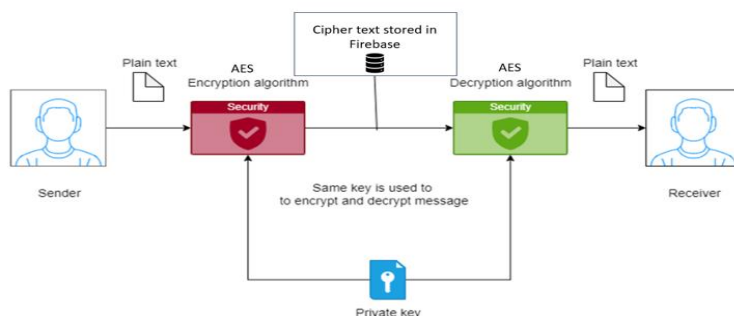 Cipher text stored in
Firebase
Plain text
AES
Encryption algorithm
AES
Decryption algorithm
Plain text
Security
Security
Sender
Receiver
Same key is used to
to encrypt and decrypt message
Private key